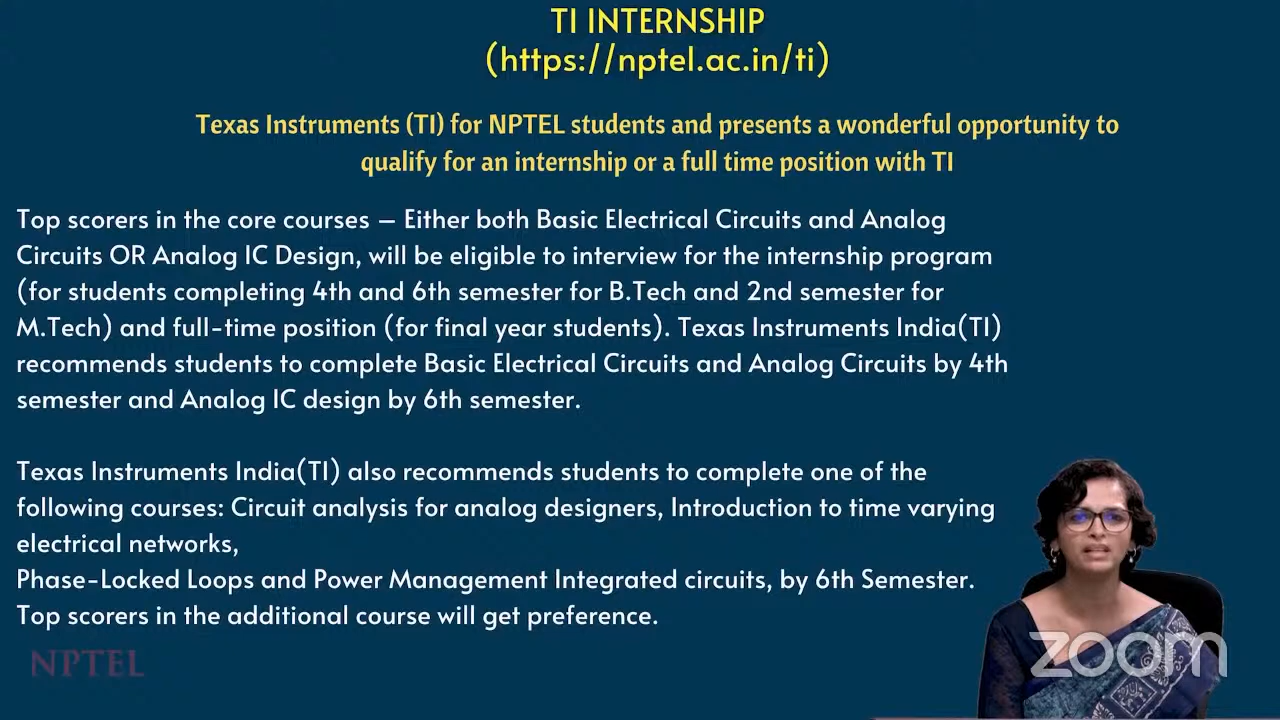 TI INTERNSHIP
(https://nptel.ac.in/ti)
Texas Instruments (TI) for NPTEL students and presents a wonderful opportunity to
qualify for an internship or a full time position with TI
Top scorers in the core courses – Either both Basic Electrical Circuits and Analog
Circuits OR Analog IC Design, will be eligible to interview for the internship program
(for students completing 4th and 6th semester for B.Tech and 2nd semester for
M.Tech) and full-time position (for final year students). Texas Instruments India(TI)
recommends students to complete Basic Electrical Circuits and Analog Circuits by 4th
semester and Analog IC design by 6th semester.
Texas Instruments India(TI) also recommends students to complete one of the
following courses: Circuit analysis for analog designers, Introduction to time varying
electrical networks,
Phase-Locked Loops and Power Management Integrated circuits, by 6th Semester.
Top scorers in the additional course will get preference.
NPTEL
zoom